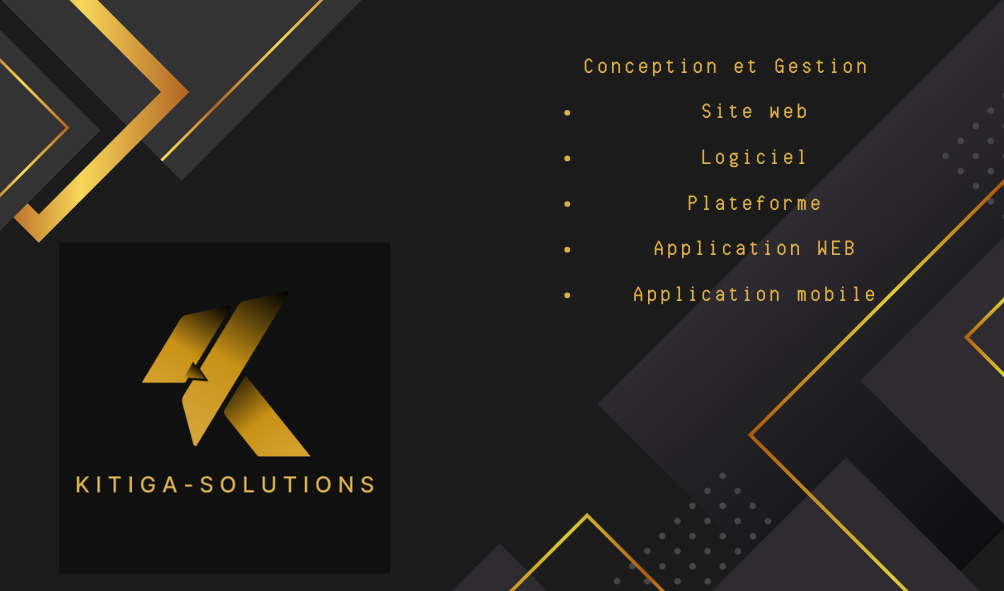 Conception et Gestion
• Site web
• Logiciel
• Plateforme
• Application WEB
• Application mobile
KITIGA-SOLUTIONS